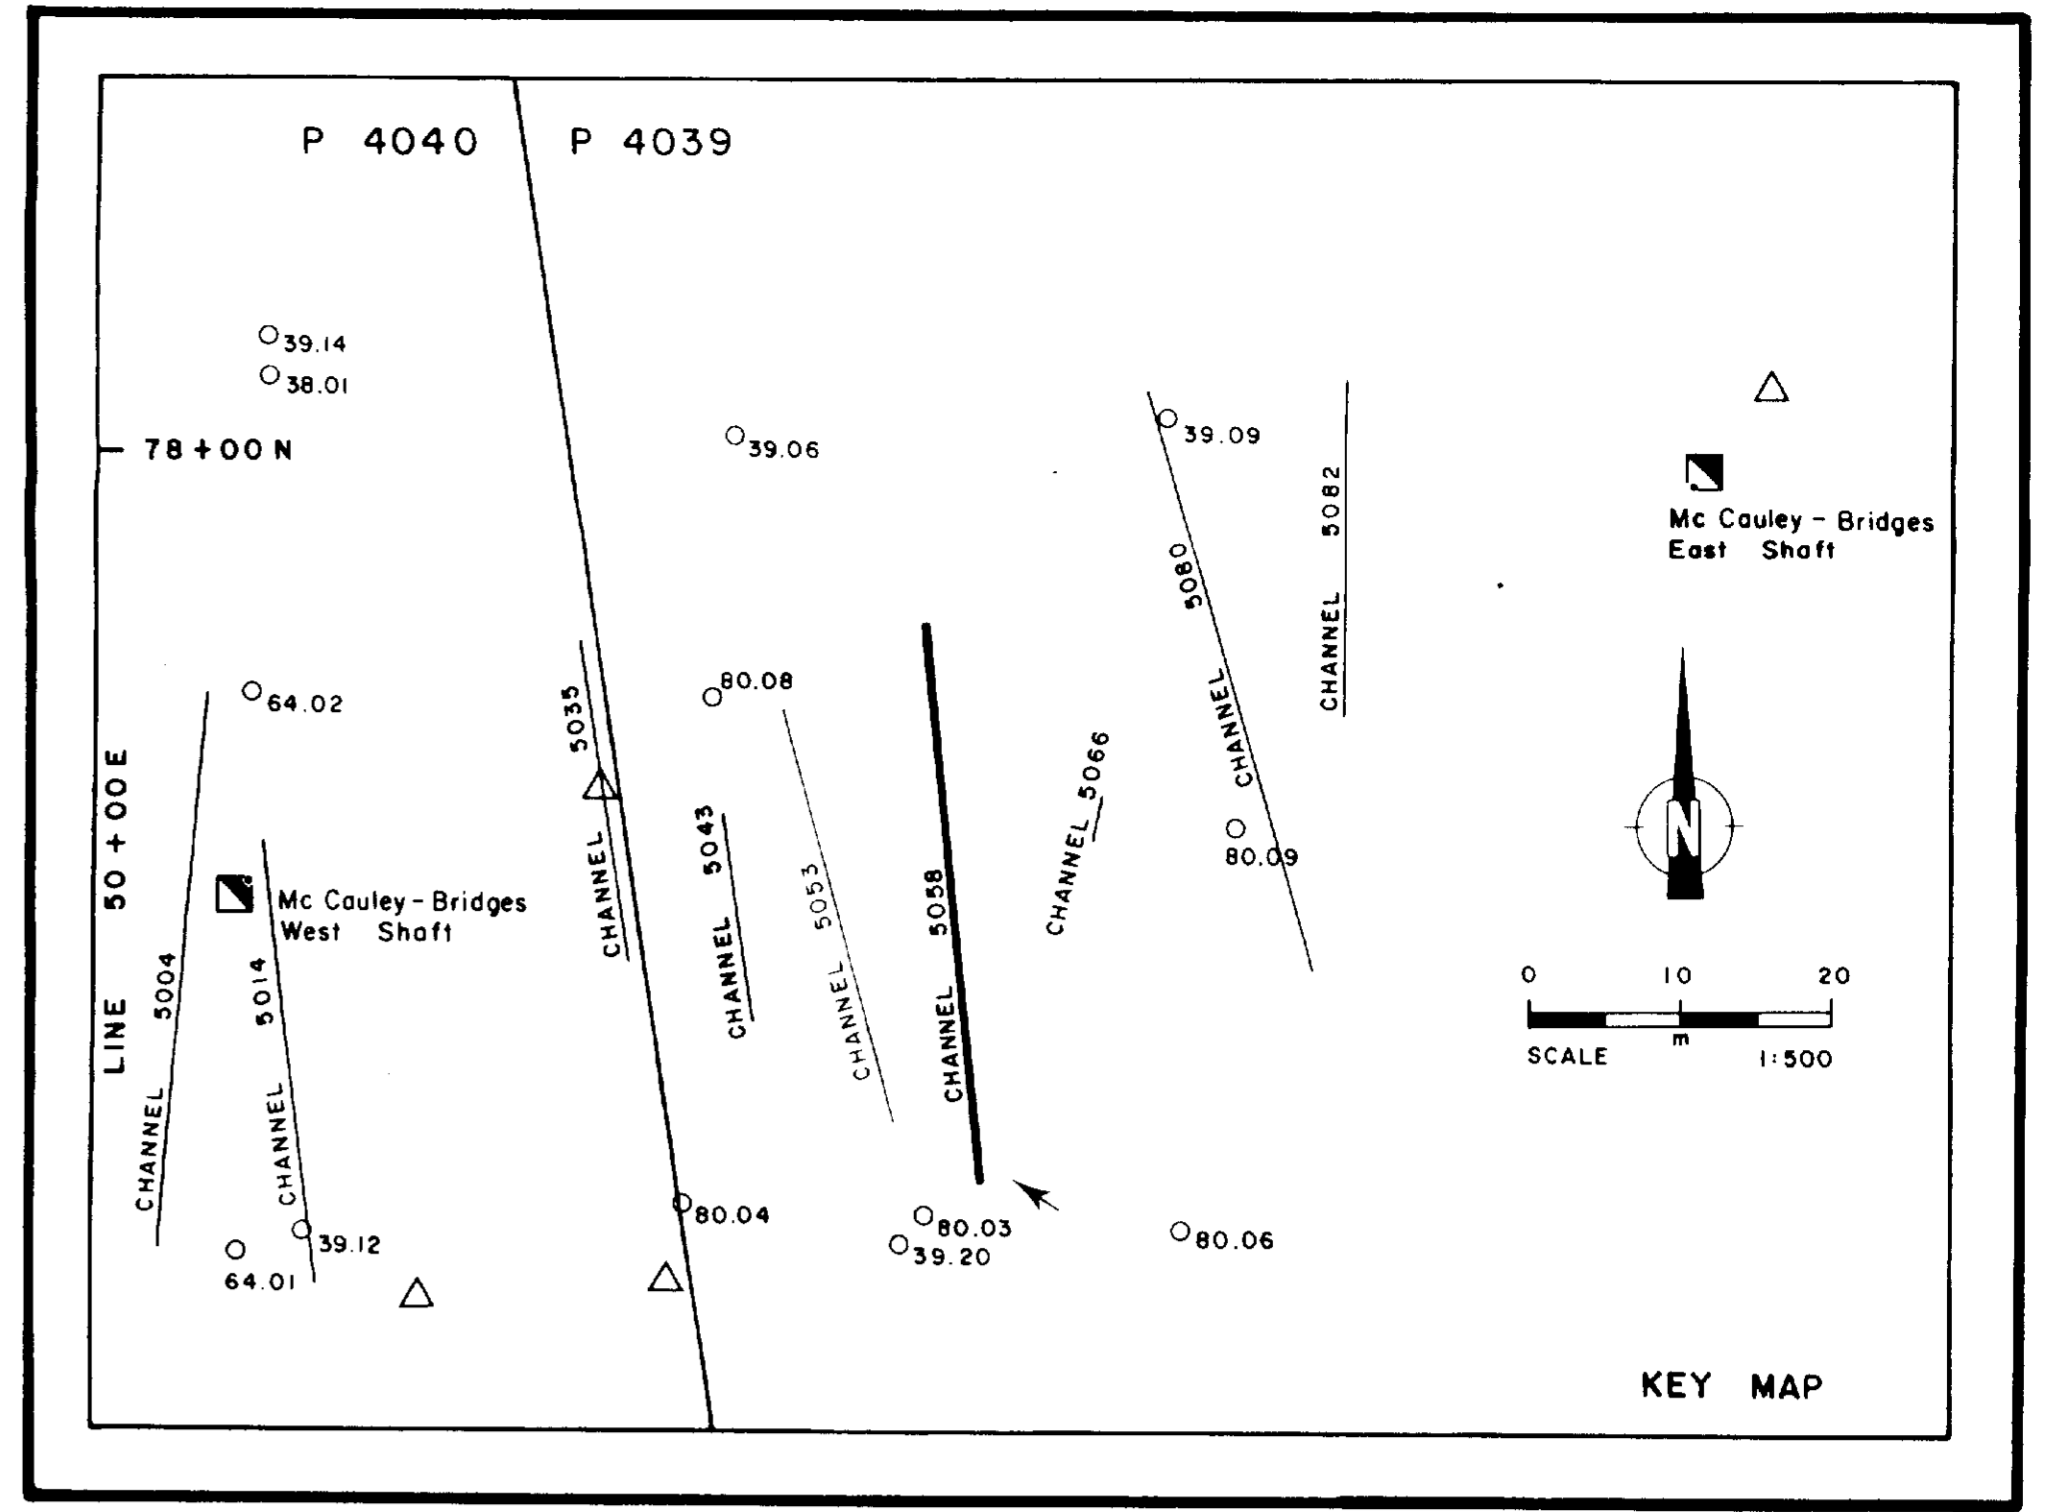 P 4040
P 4039
39.14
38.01
78+00 N
39.06
39.09
CHANNEL 5082
Mc Cauley - Bridges
East Shaft
CHANNEL 5080
64.02
80.08
CHANNEL 5035
LINE 50+00E
CHANNEL 5043
CHANNEL 5053
CHANNEL 5058
CHANNEL 5066
80.09
N
Mc Cauley - Bridges
West Shaft
CHANNEL 5004
CHANNEL 5014
0 10 20
m
SCALE 1:500
80.04
80.03
39.20
80.06
39.12
64.01
KEY MAP